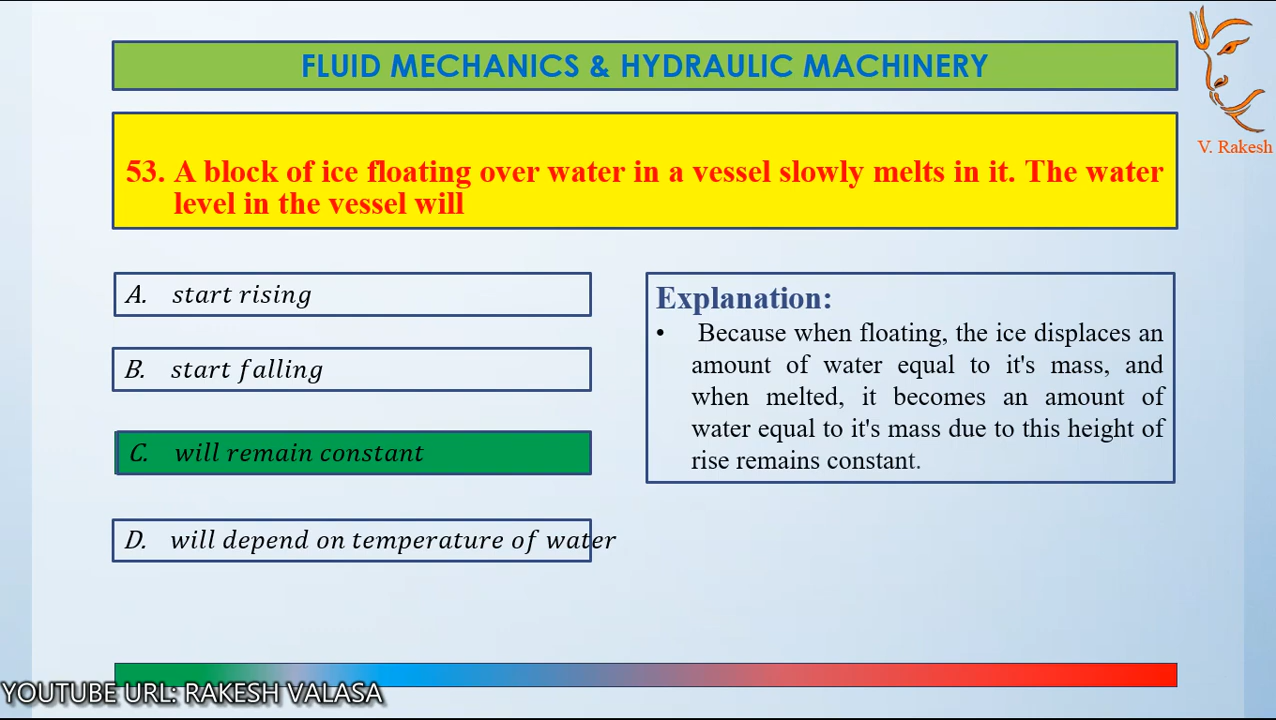 FLUID MECHANICS & HYDRAULIC MACHINERY
V. Rakesh
53. A block of ice floating over water in a vessel slowly melts in it. The water
level in the vessel will
A. start rising
B. start falling
C. will remain constant
D. will depend on temperature of water
Explanation:
• Because when floating, the ice displaces an
amount of water equal to it's mass, and
when melted, it becomes an amount of
water equal to it's mass due to this height of
rise remains constant.
YOUTUBE URL: RAKESH VALASA